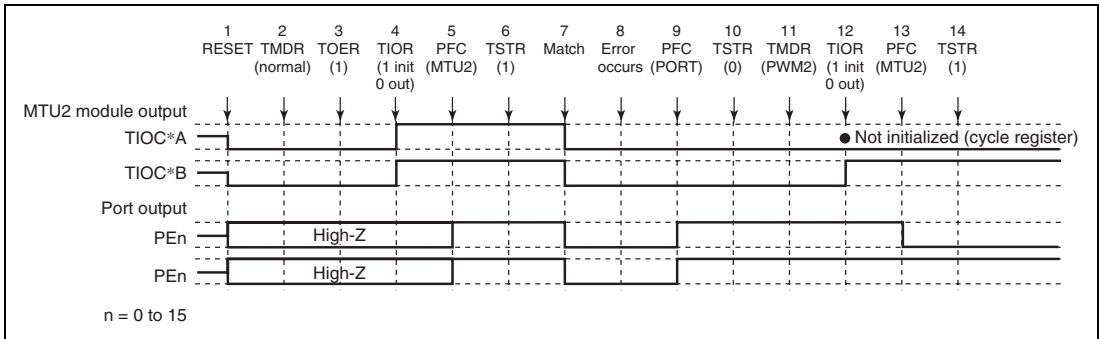 1 2 3 4 5 6 7 8 9 10 11 12 13 14
RESET TMDR TOER TIOR PFC TSTR Match Error PFC TSTR TMDR TIOR PFC TSTR
(normal) (1) (1 init (MTU2) (1) occurs (PORT) (0) (PWM2) (1 init (MTU2) (1)
0 out) 0 out)
MTU2 module output
TIOC*A
● Not initialized (cycle register)
TIOC*B
Port output
PEn
High-Z
PEn
High-Z
n = 0 to 15